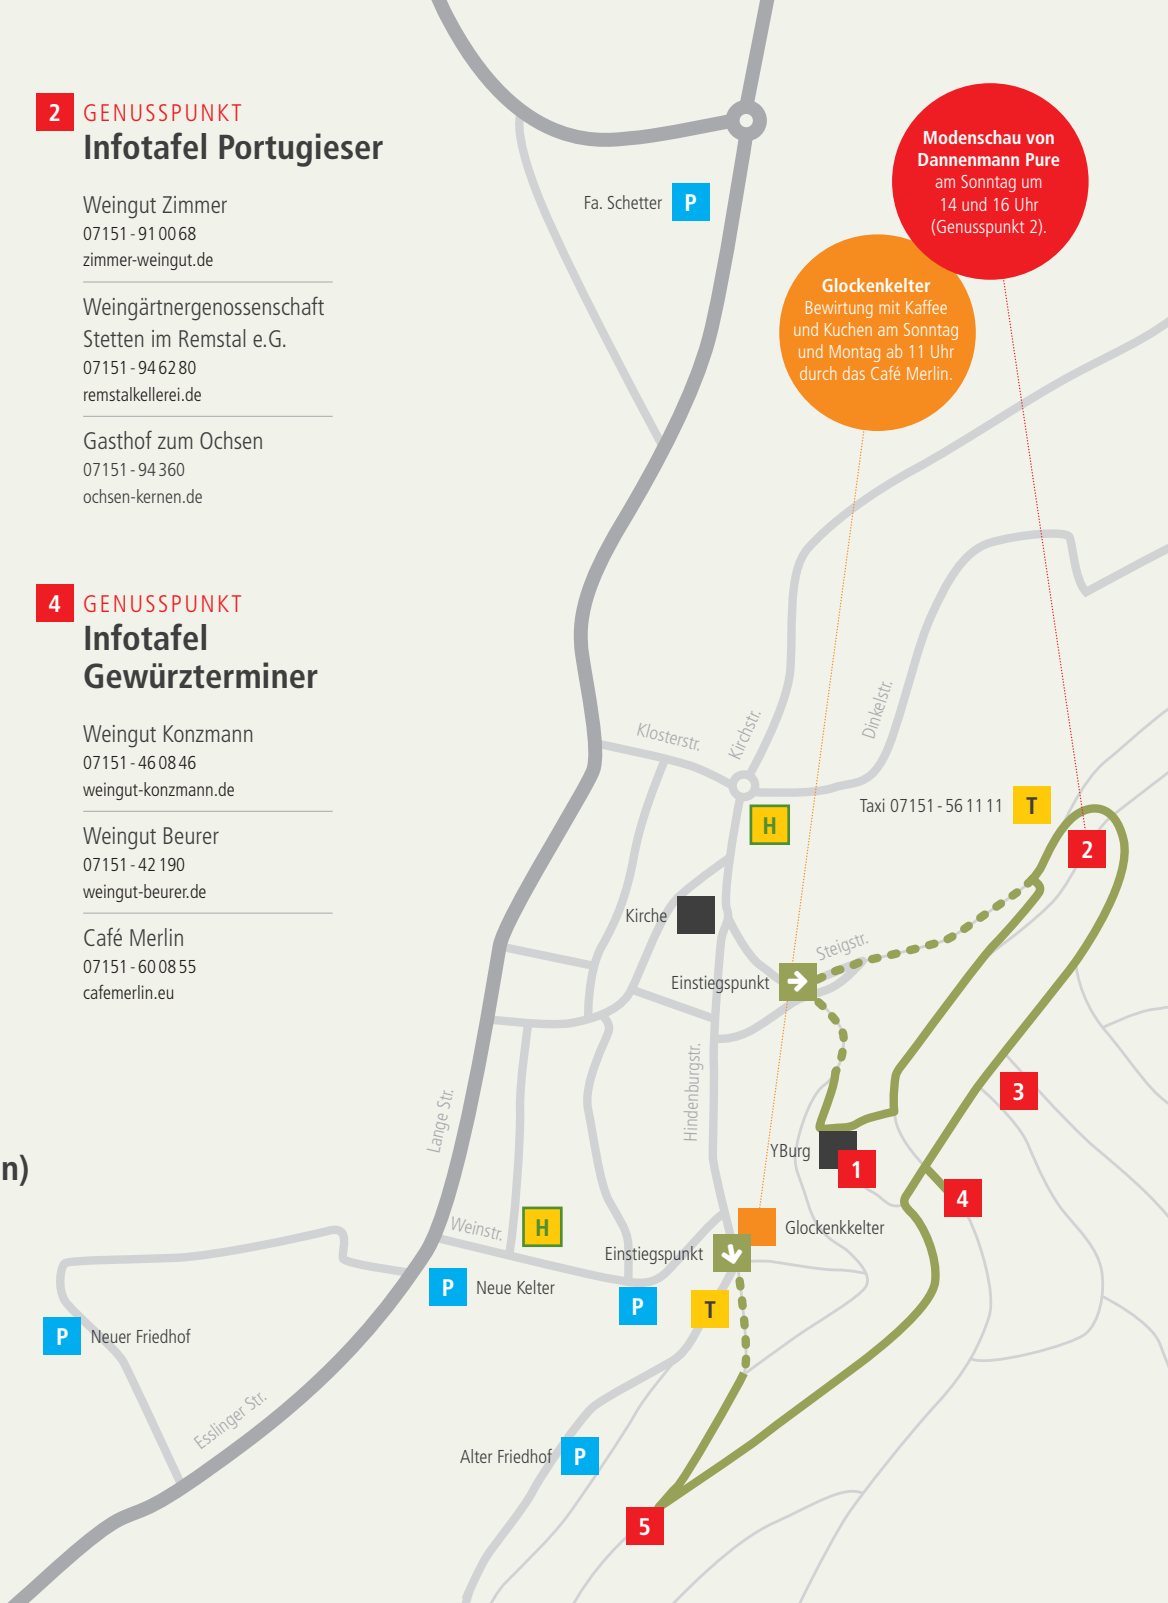 2
GENUSSPUNKT
Infotafel Portugieser
Weingut Zimmer
07151 - 91 00 68
zimmer-weingut.de
Weingärtnergenossenschaft
Stetten im Remstal e.G.
07151 - 94 62 80
remstalkellerei.de
Gasthof zum Ochsen
07151 - 94 360
ochsen-kernen.de
4
GENUSSPUNKT
Infotafel
Gewürzterminer
Weingut Konzmann
07151 - 46 08 46
weingut-konzmann.de
Weingut Beurer
07151 - 42 190
weingut-beurer.de
Café Merlin
07151 - 60 08 55
cafemerlin.eu
n)
Modenschau von
Dannenmann Pure
am Sonntag um
14 und 16 Uhr
(Genusspunkt 2).
Glockenkelter
Bewirtung mit Kaffee
und Kuchen am Sonntag
und Montag ab 11 Uhr
durch das Café Merlin.
Fa. Schetter P
Klosterstr.
Kirchstr.
Dinkelstr.
Taxi 07151 - 56 11 11 T
H
2
Kirche
Steigstr.
Einstiegspunkt
Hindenburgstr.
Lange Str.
3
YBurg
1
4
Weinstr.
H
Glockenkkelter
Einstiegspunkt
P Neue Kelter
P
T
P Neuer Friedhof
Esslinger Str.
Alter Friedhof P
5